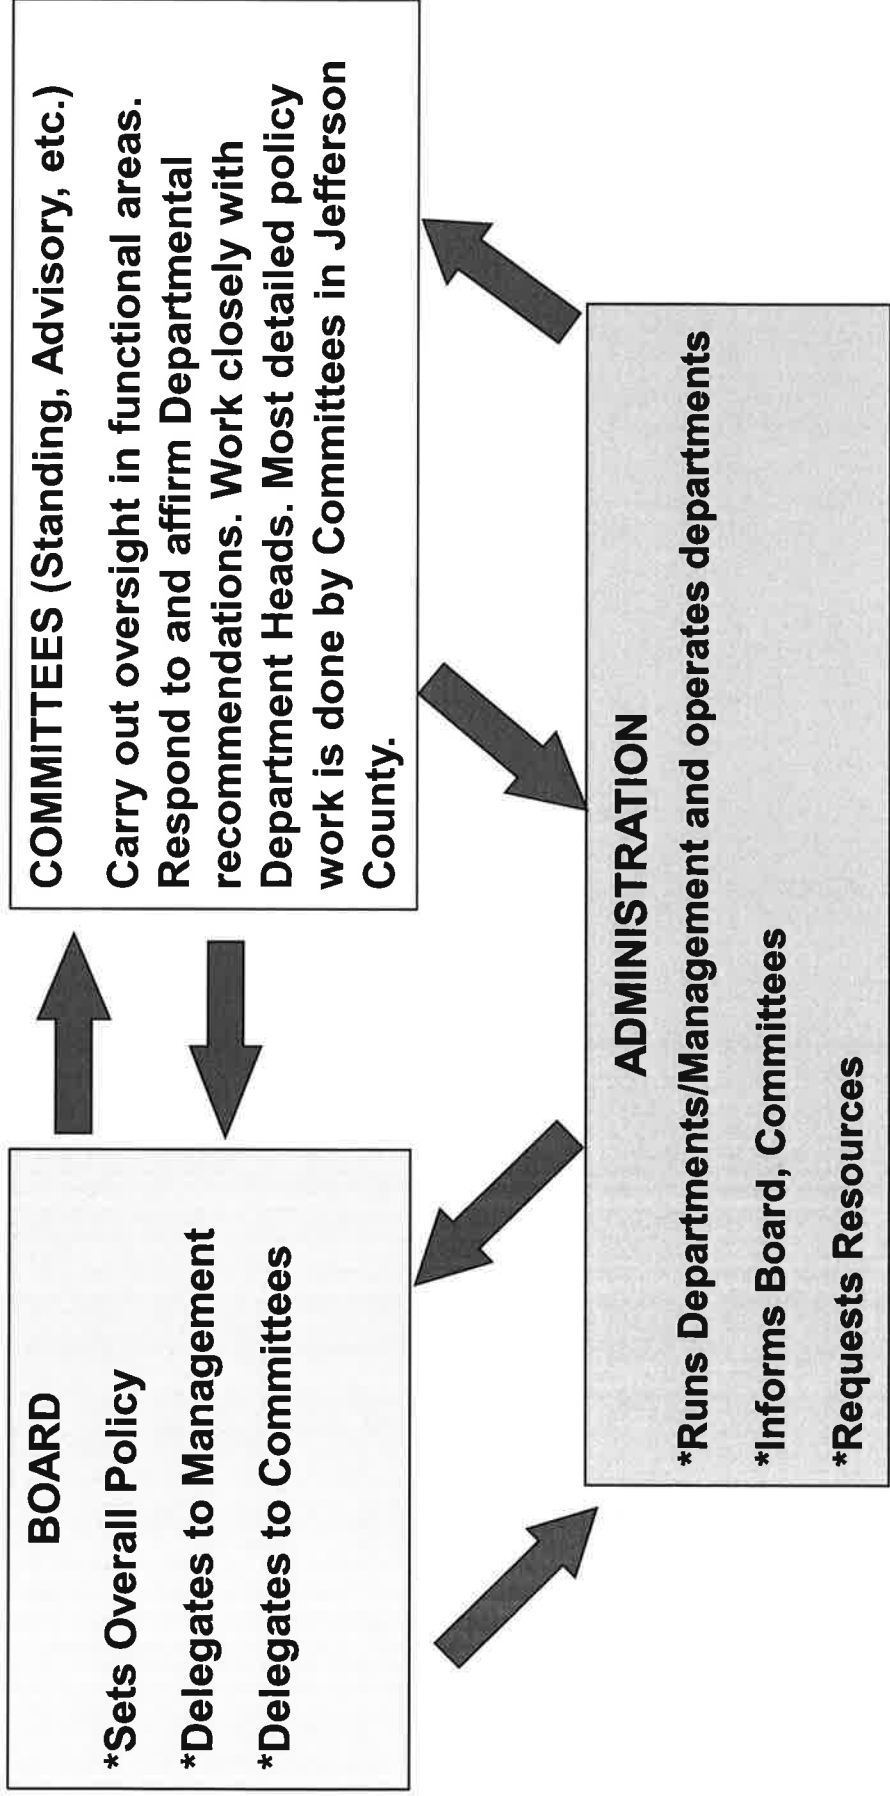 BOARD
*Sets Overall Policy
*Delegates to Management
*Delegates to Committees
COMMITTEES (Standing, Advisory, etc.)
Carry out oversight in functional areas.
Respond to and affirm Departmental
recommendations. Work closely with
Department Heads. Most detailed policy
work is done by Committees in Jefferson
County.
ADMINISTRATION
*Runs Departments/Management and operates departments
*Informs Board, Committees
*Requests Resources